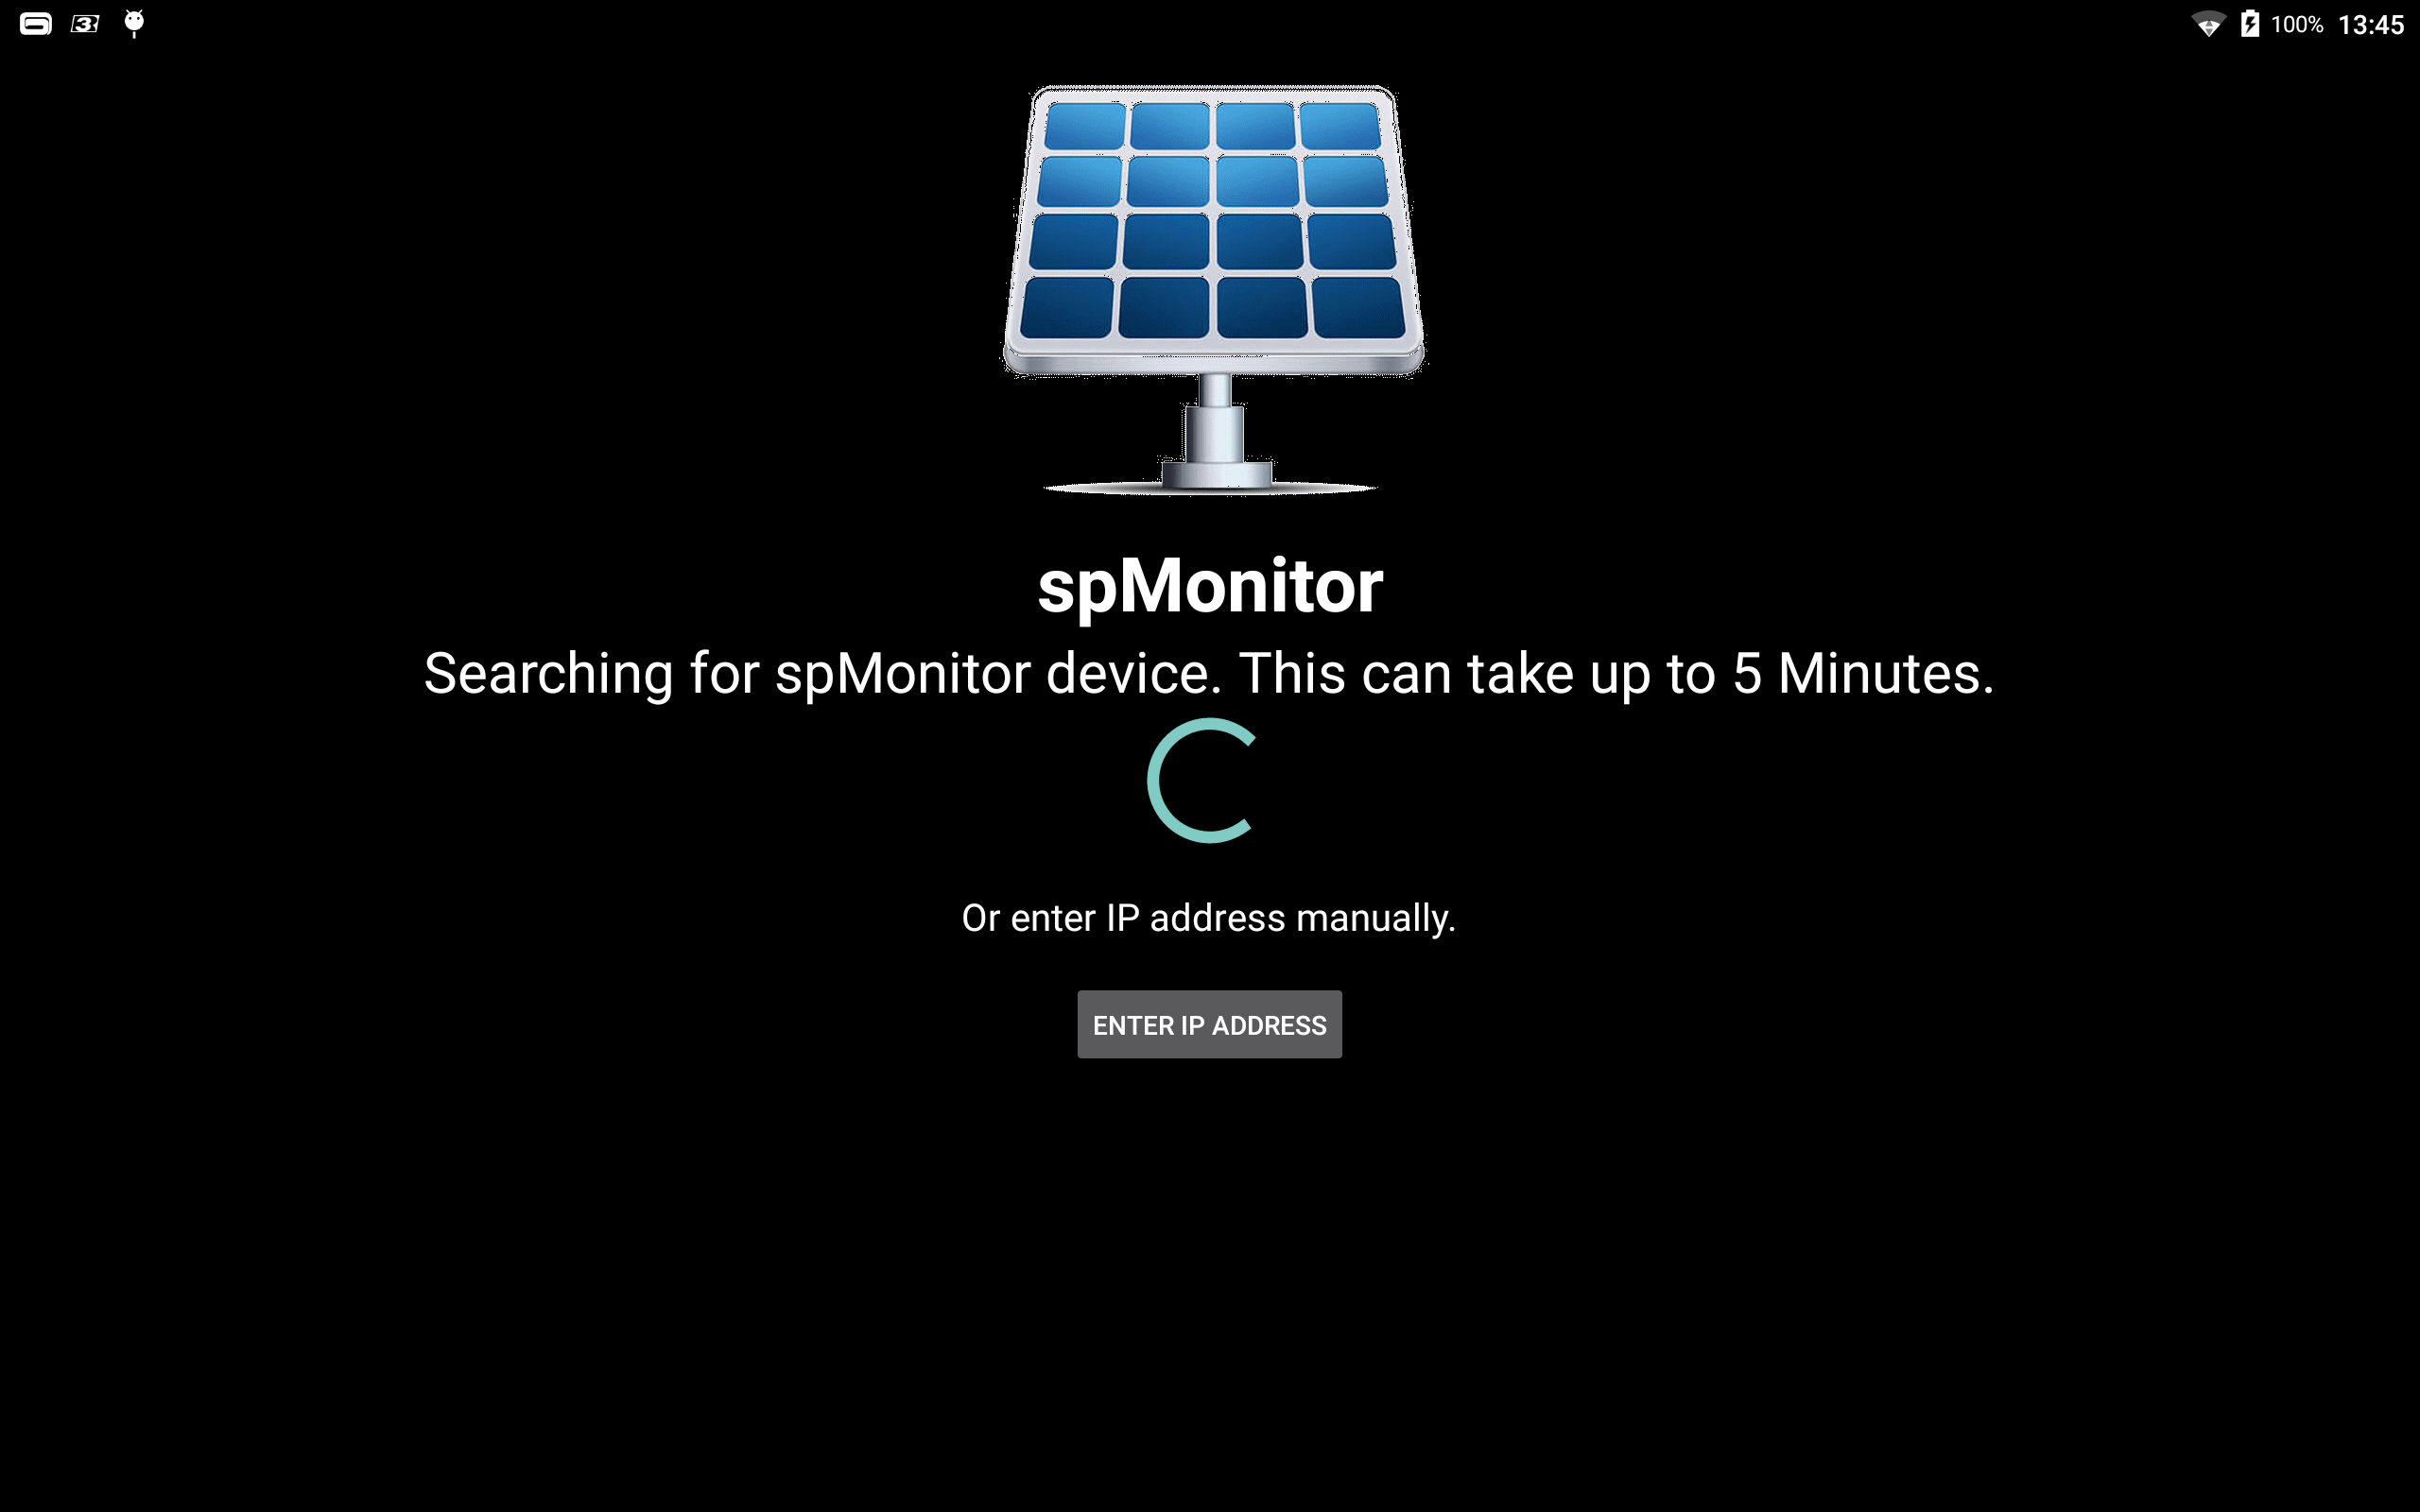 100% 13:45
spMonitor
Searching for spMonitor device. This can take up to 5 Minutes.
Or enter IP address manually.
ENTER IP ADDRESS